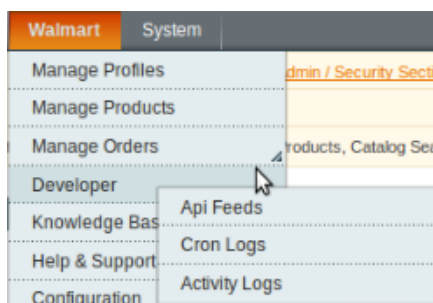 Walmart System
Manage Profiles
dmin / Security Secti
Manage Products
Manage Orders
roducts, Catalog Sea
Developer
Api Feeds
Knowledge Bas
Cron Logs
Help & Support
Activity Logs
Configuration